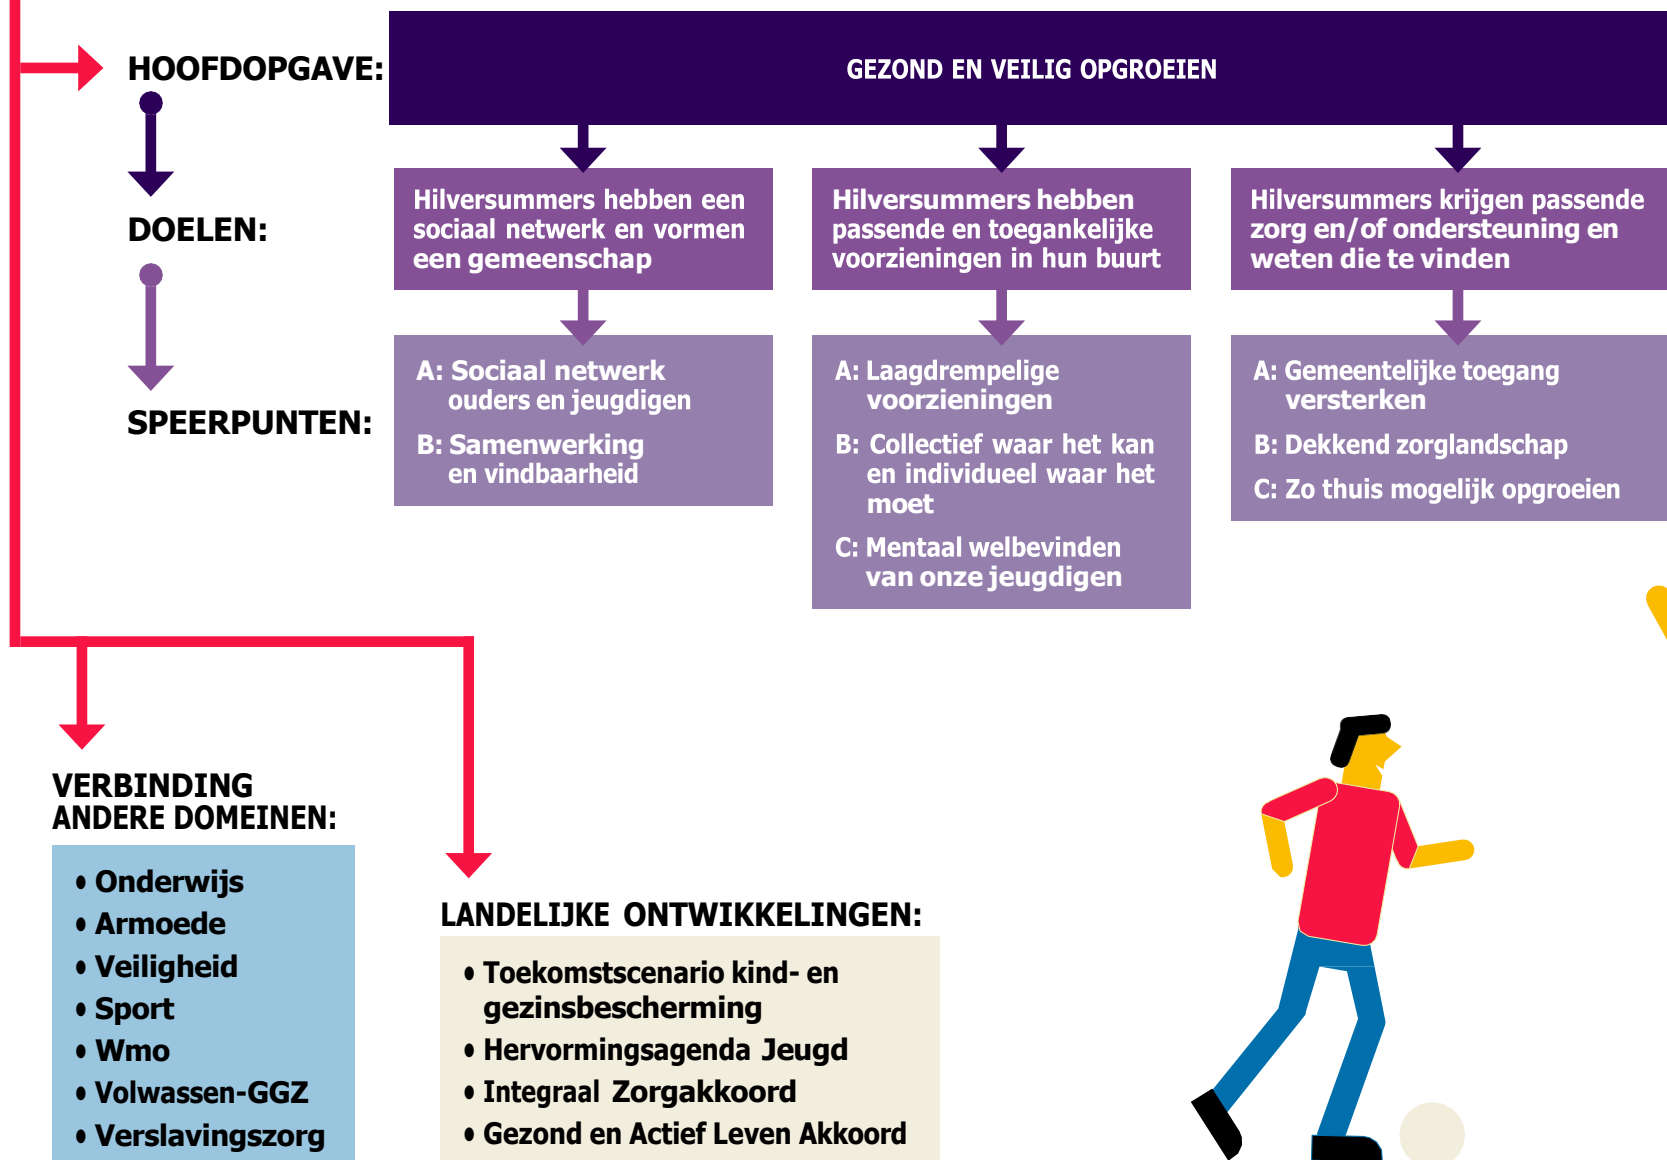 HOOFDOPGAVE:
GEZOND EN VEILIG OPGROEIEN
DOELEN:
Hilversummers hebben een
sociaal netwerk en vormen
een gemeenschap
Hilversummers hebben
passende en toegankelijke
voorzieningen in hun buurt
Hilversummers krijgen passende
zorg en/of ondersteuning en
weten die te vinden
SPEERPUNTEN:
A: Sociaal netwerk
ouders en jeugdigen
B: Samenwerking
en vindbaarheid
A: Laagdrempelige
voorzieningen
B: Collectief waar het kan
en individueel waar het
moet
C: Mentaal welbevinden
van onze jeugdigen
A: Gemeentelijke toegang
versterken
B: Dekkend zorglandschap
C: Zo thuis mogelijk opgroeien
VERBINDING
ANDERE DOMEINEN:
• Onderwijs
• Armoede
• Veiligheid
• Sport
• Wmo
• Volwassen-GGZ
• Verslavingszorg
LANDELIJKE ONTWIKKELINGEN:
• Toekomstscenario kind- en
gezinsbescherming
• Hervormingsagenda Jeugd
• Integraal Zorgakkoord
• Gezond en Actief Leven Akkoord